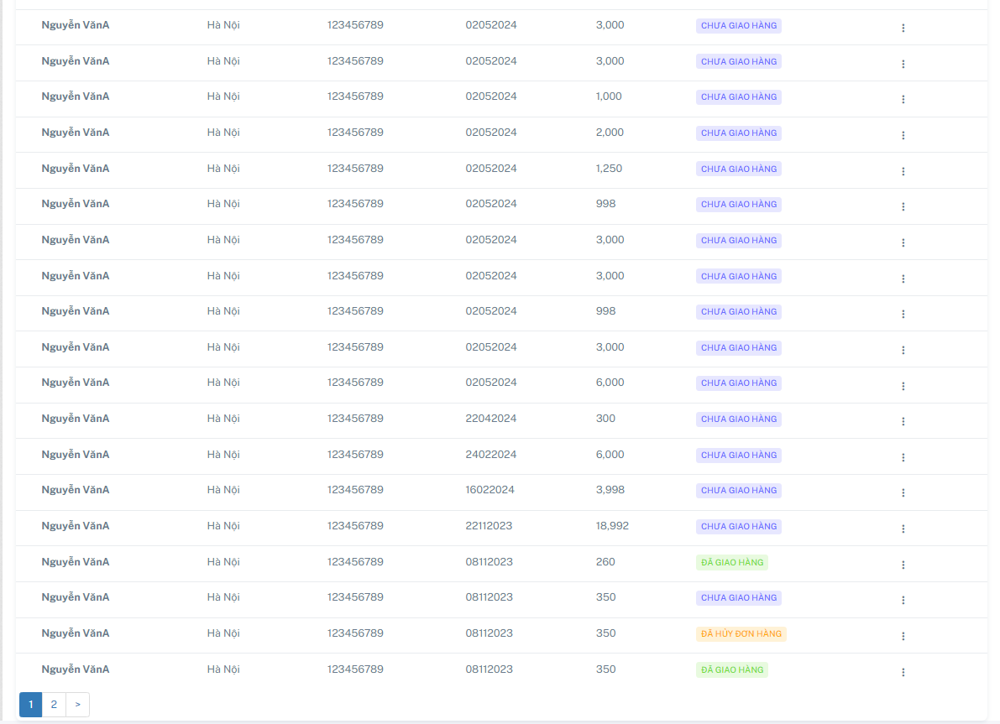 Nguyễn VănA Hà Nội 123456789 02052024 3,000 CHƯA GIAO HÀNG
Nguyễn VănA Hà Nội 123456789 02052024 3,000 CHƯA GIAO HÀNG
Nguyễn VănA Hà Nội 123456789 02052024 1,000 CHƯA GIAO HÀNG
Nguyễn VănA Hà Nội 123456789 02052024 2,000 CHƯA GIAO HÀNG
Nguyễn VănA Hà Nội 123456789 02052024 1,250 CHƯA GIAO HÀNG
Nguyễn VănA Hà Nội 123456789 02052024 998 CHƯA GIAO HÀNG
Nguyễn VănA Hà Nội 123456789 02052024 3,000 CHƯA GIAO HÀNG
Nguyễn VănA Hà Nội 123456789 02052024 3,000 CHƯA GIAO HÀNG
Nguyễn VănA Hà Nội 123456789 02052024 998 CHƯA GIAO HÀNG
Nguyễn VănA Hà Nội 123456789 02052024 3,000 CHƯA GIAO HÀNG
Nguyễn VănA Hà Nội 123456789 02052024 6,000 CHƯA GIAO HÀNG
Nguyễn VănA Hà Nội 123456789 22042024 300 CHƯA GIAO HÀNG
Nguyễn VănA Hà Nội 123456789 24022024 6,000 CHƯA GIAO HÀNG
Nguyễn VănA Hà Nội 123456789 16022024 3,998 CHƯA GIAO HÀNG
Nguyễn VănA Hà Nội 123456789 22112023 18,992 CHƯA GIAO HÀNG
Nguyễn VănA Hà Nội 123456789 08112023 260 ĐÃ GIAO HÀNG
Nguyễn VănA Hà Nội 123456789 08112023 350 CHƯA GIAO HÀNG
Nguyễn VănA Hà Nội 123456789 08112023 350 ĐÃ HỦY ĐƠN HÀNG
Nguyễn VănA Hà Nội 123456789 08112023 350 ĐÃ GIAO HÀNG
1 2 >